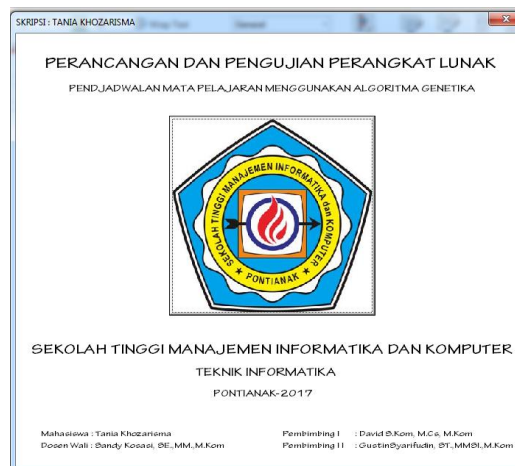 SKRIPSI : TANIA KHOZARISMA
PERANCANGAN DAN PENGUJIAN PERANGKAT LUNAK
PENDJADWALAN MATA PELAJARAN MENGGUNAKAN ALGORITMA GENETIKA
SEKOLAH TINGGI MANAJEMEN INFORMATIKA dan KOMPUTER
★ PONTIANAK ★
SEKOLAH TINGGI MANAJEMEN INFORMATIKA DAN KOMPUTER
TEKNIK INFORMATIKA
PONTIANAK-2017
Mahasiswa : Tania Khozarisma
Dosen Wali : Sandy Kosasi, SE.,MM.,M.Kom
Pembimbing I : David S.Kom, M.Cs, M.Kom
Pembimbing II : GustinSyarifudin, ST.,MMSI.,M.Kom